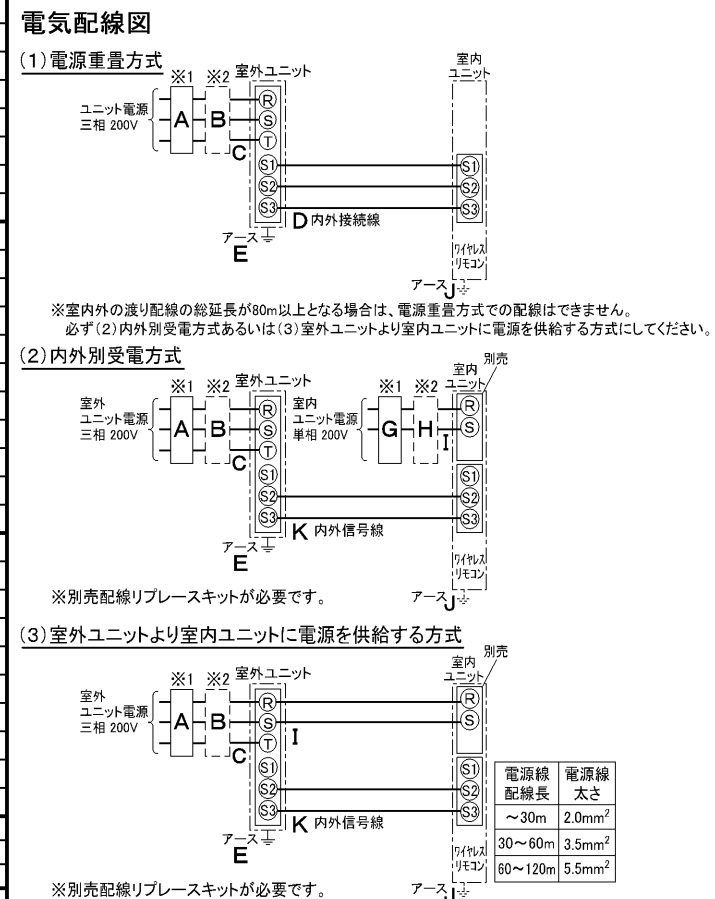 電気配線図
(1)電源重畳方式
※1 ※2 室外ユニット
室内
ユニット
ユニット電源
三相 200V
A B
C
R
S
T
S1
S2
S3
S1
S2
S3
D 内外接続線
アース
E
ワイヤレス
リモコン
アース J
※室内外の渡り配線の総延長が80m以上となる場合は、電源重畳方式での配線はできません。
必ず(2)内外別受電方式あるいは(3)室外ユニットより室内ユニットに電源を供給する方式にしてください。
(2)内外別受電方式
※1 ※2 室外ユニット
※1 ※2
室内
ユニット
別売
室外
ユニット電源
三相 200V
A B
C
R
S
T
S1
S2
S3
室内
ユニット電源
単相 200V
G H
I
R
S
S1
S2
S3
K 内外信号線
アース
E
ワイヤレス
リモコン
※別売配線リプレースキットが必要です。
アース J
(3)室外ユニットより室内ユニットに電源を供給する方式
※1 ※2 室外ユニット
室内
ユニット
別売
室外
ユニット電源
三相 200V
A B
C
R
S
T
S1
S2
S3
I
R
S
S1
S2
S3
K 内外信号線
アース
E
ワイヤレス
リモコン
電源線
配線長
電源線
太さ
～30m 2.0mm²
30～60m 3.5mm²
60～120m 5.5mm²
※別売配線リプレースキットが必要です。
アース J